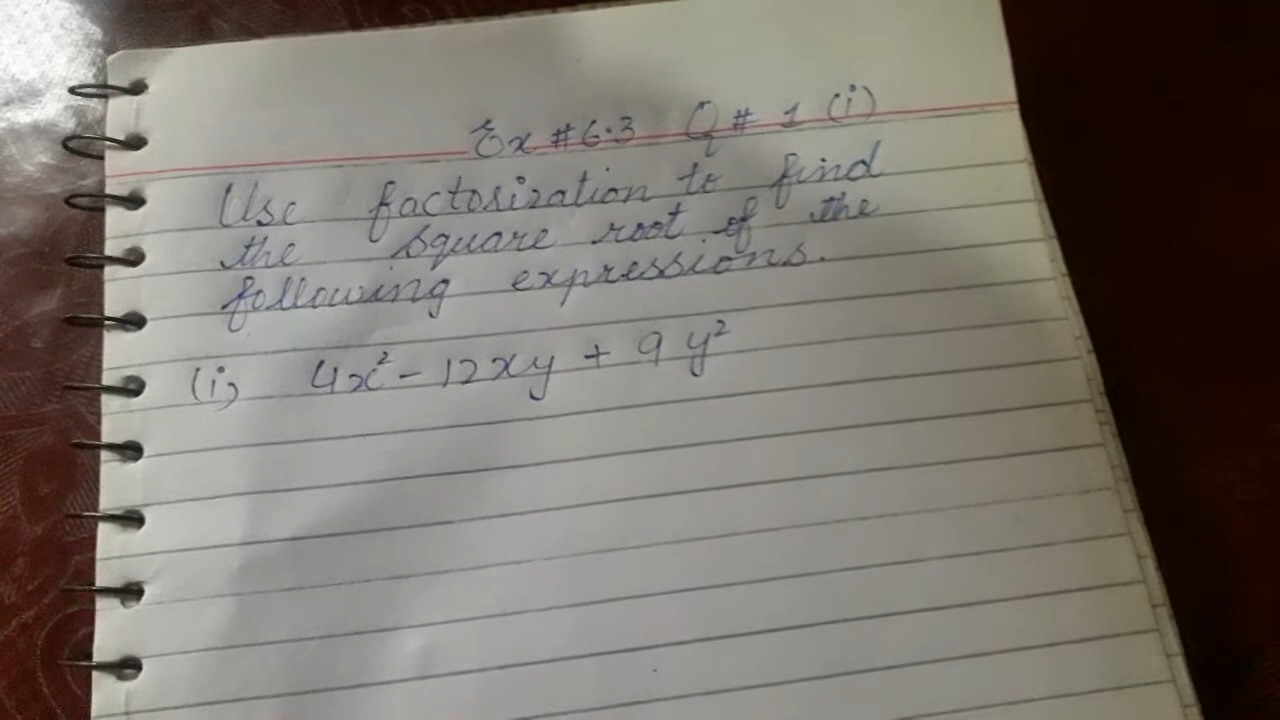 Ex #6.3 Q # 1 (i)
Use factorization to find
the square root of the
following expressions.
(i) 4x² - 12xy + 9y²